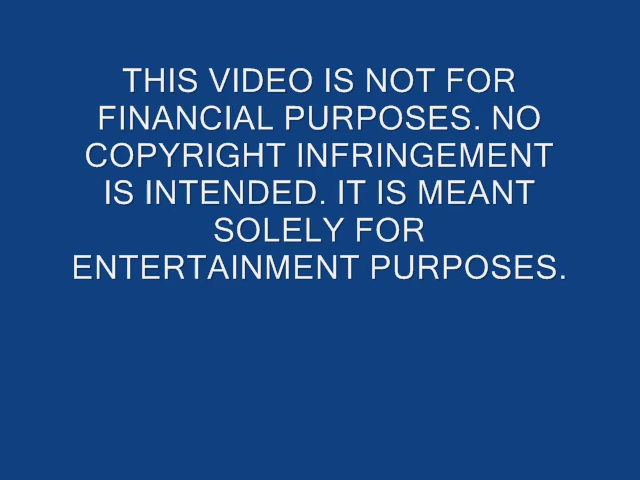 THIS VIDEO IS NOT FOR
FINANCIAL PURPOSES. NO
COPYRIGHT INFRINGEMENT
IS INTENDED. IT IS MEANT
SOLELY FOR
ENTERTAINMENT PURPOSES.